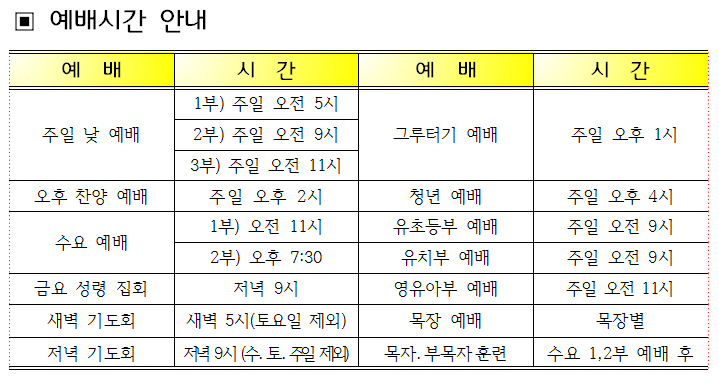 ▣ 예배시간 안내
예 배 시 간 예 배 시 간
주일 낮 예배 1부) 주일 오전 5시 그루터기 예배 주일 오후 1시
2부) 주일 오전 9시
3부) 주일 오전 11시
오후 찬양 예배 주일 오후 2시 청년 예배 주일 오후 4시
수요 예배 1부) 오전 11시 유초등부 예배 주일 오전 9시
2부) 오후 7:30 유치부 예배 주일 오전 9시
금요 성령 집회 저녁 9시 영유아부 예배 주일 오전 11시
새벽 기도회 새벽 5시(토요일 제외) 목장 예배 목장별
저녁 기도회 저녁 9시 (수. 토. 주일 제외) 목자. 부목자 훈련 수요 1,2부 예배 후